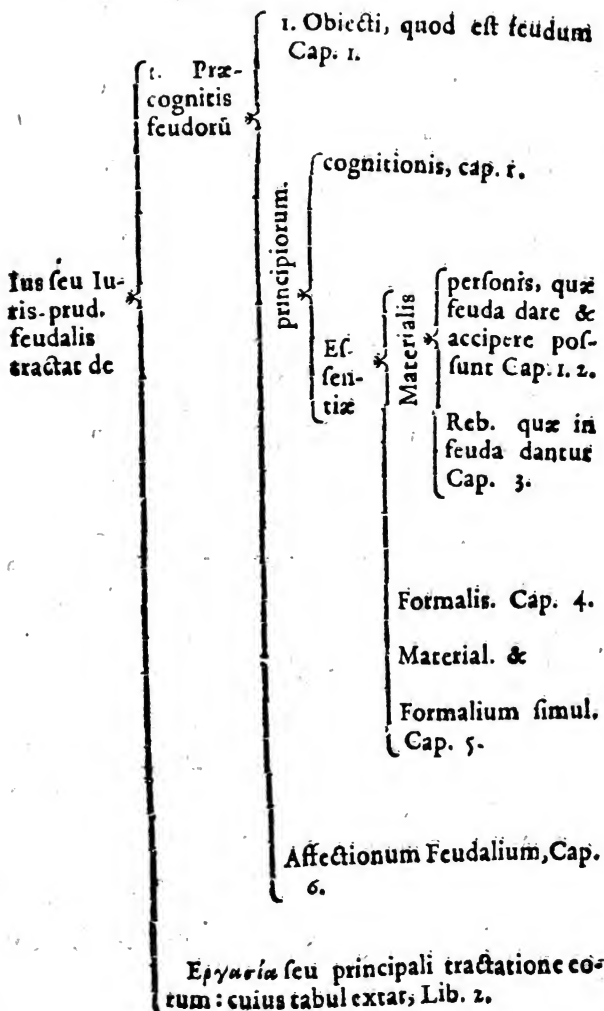 Ius seu Iu-
ris-prud.
feudalis
tractat de
1. Præ-
cognitis
feudorũ
1. Obiecti, quod est feudum
Cap. 1.
principiorum.
cognitionis, cap. 1.
Es-
sen-
tiæ
Materialis
personis, quæ
feuda dare &
accipere pos-
sunt Cap. 1. 2.
Reb. quæ in
feuda dantur
Cap. 3.
Formalis. Cap. 4.
Material. &
Formalium simul.
Cap. 5.
Affectionum Feudalium, Cap.
6.
Εργασία seu principali tractatione eo-
rum: cuius tabul extat, Lib. 2.